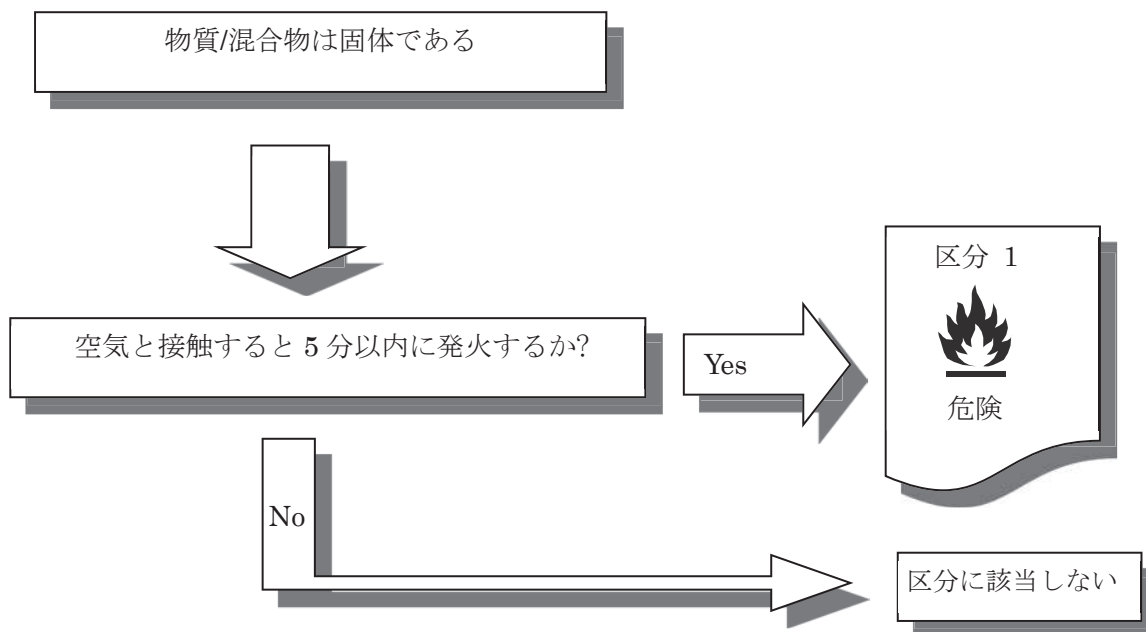 物質/混合物は固体である
空気と接触すると 5 分以内に発火するか?
Yes
区分 1
危険
No
区分に該当しない